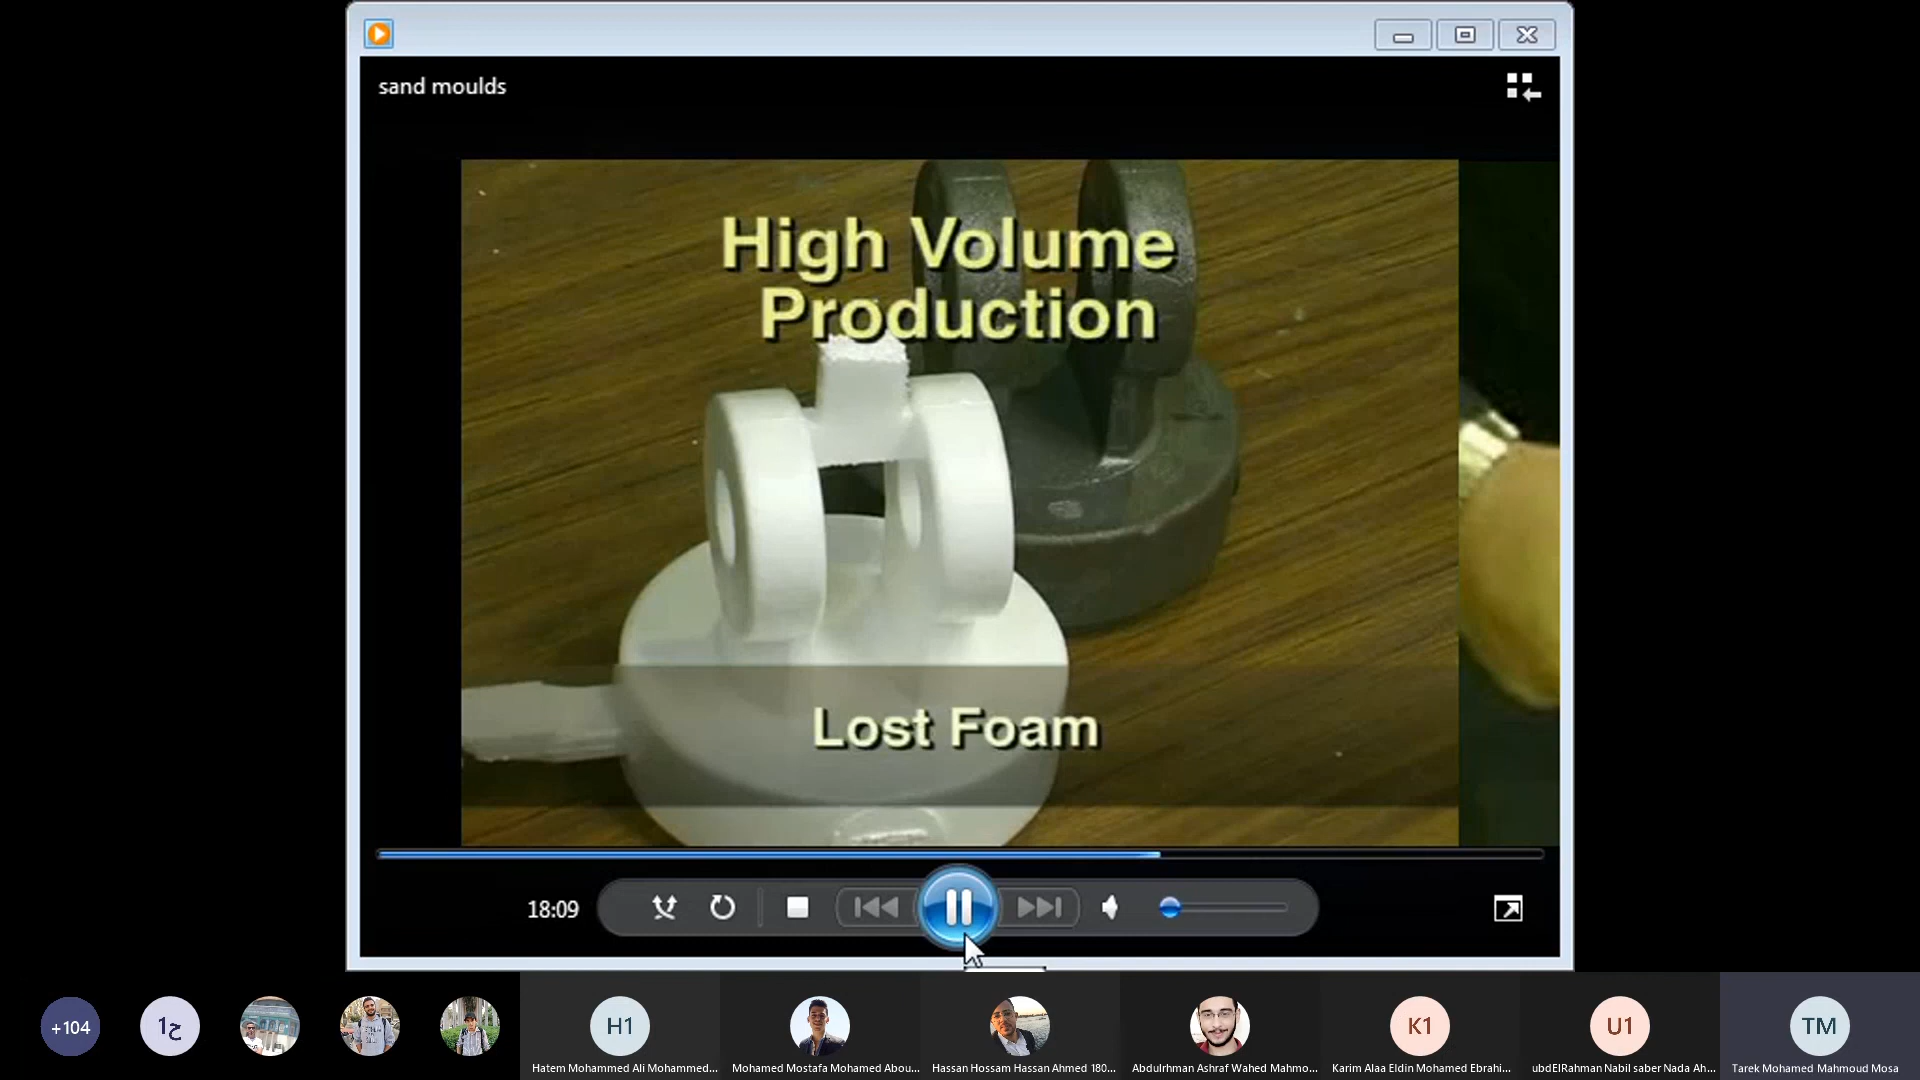 sand moulds
High Volume
Production
Lost Foam
18:09
+104
ح1
H1
K1
U1
TM
Hatem Mohammed Ali Mohammed...
Mohamed Mostafa Mohamed Abou...
Hassan Hossam Hassan Ahmed 180...
Abdulrhman Ashraf Wahed Mahmo...
Karim Alaa Eldin Mohamed Ebrahi...
ubdElRahman Nabil saber Nada Ah...
Tarek Mohamed Mahmoud Mosa